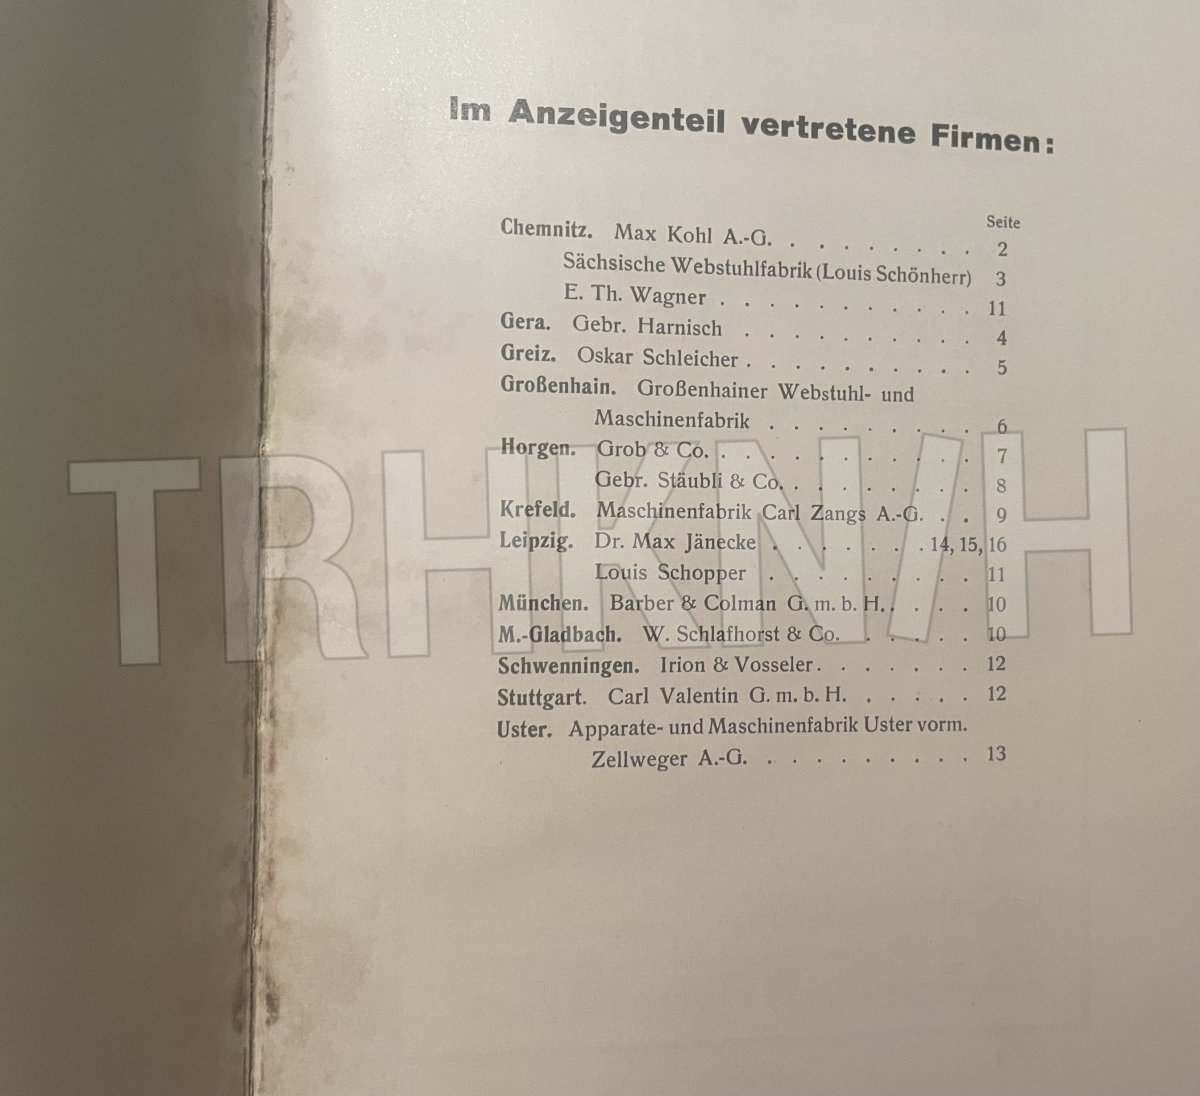 Im Anzeigenteil vertretene Firmen:
Seite
Chemnitz. Max Kohl A.-G. . . . . . . . . 2
Sächsische Webstuhlfabrik (Louis Schönherr) 3
E. Th. Wagner . . . . . . . . . . . 11
Gera. Gebr. Harnisch . . . . . . . . . . 4
Greiz. Oskar Schleicher . . . . . . . . . . 5
Großenhain. Großenhainer Webstuhl- und
Maschinenfabrik . . . . . . . . . 6
Horgen. Grob & Co. . . . . . . . . . . . 7
Gebr. Stäubli & Co. . . . . . . . . 8
Krefeld. Maschinenfabrik Carl Zangs A.-G. . . 9
Leipzig. Dr. Max Jänecke . . . . . . . 14, 15, 16
Louis Schopper . . . . . . . . . 11
München. Barber & Colman G. m. b. H. . . . . 10
M.-Gladbach. W. Schlafhorst & Co. . . . . . 10
Schwenningen. Irion & Vosseler . . . . . . . 12
Stuttgart. Carl Valentin G. m. b. H. . . . . . 12
Uster. Apparate- und Maschinenfabrik Uster vorm.
Zellweger A.-G. . . . . . . . . . 13
TRHKN/H